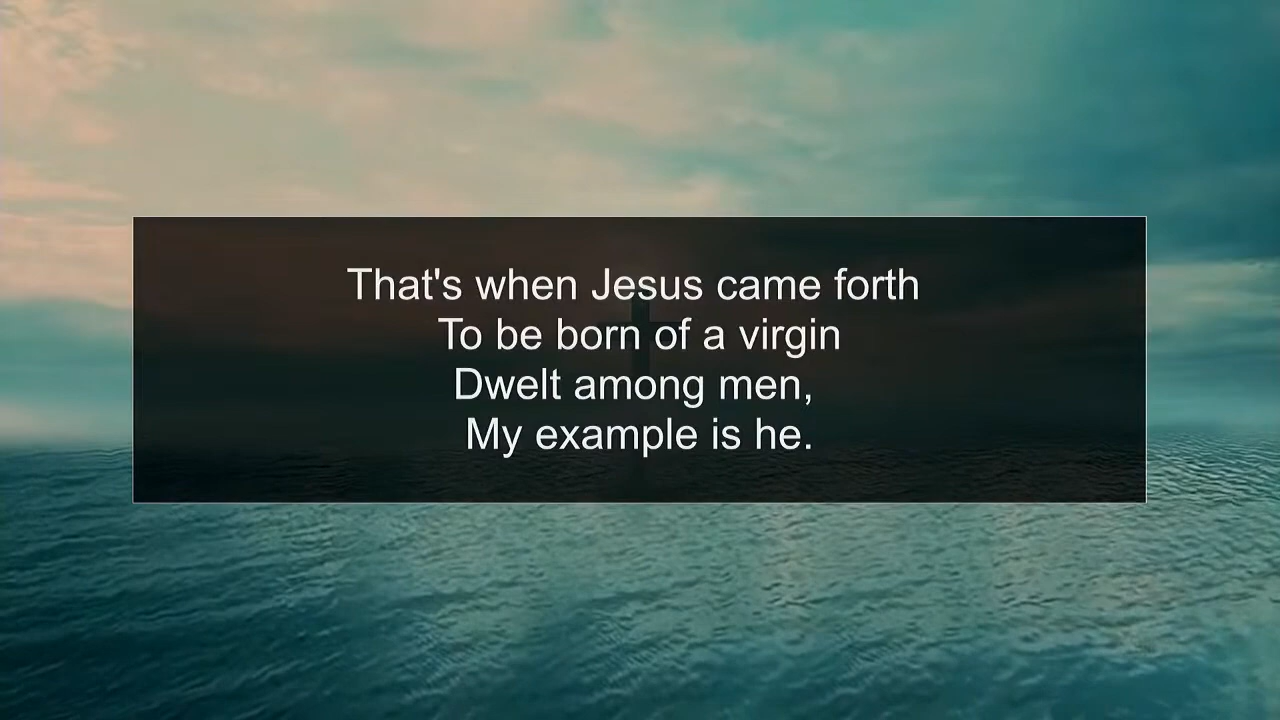 That's when Jesus came forth
To be born of a virgin
Dwelt among men,
My example is he.